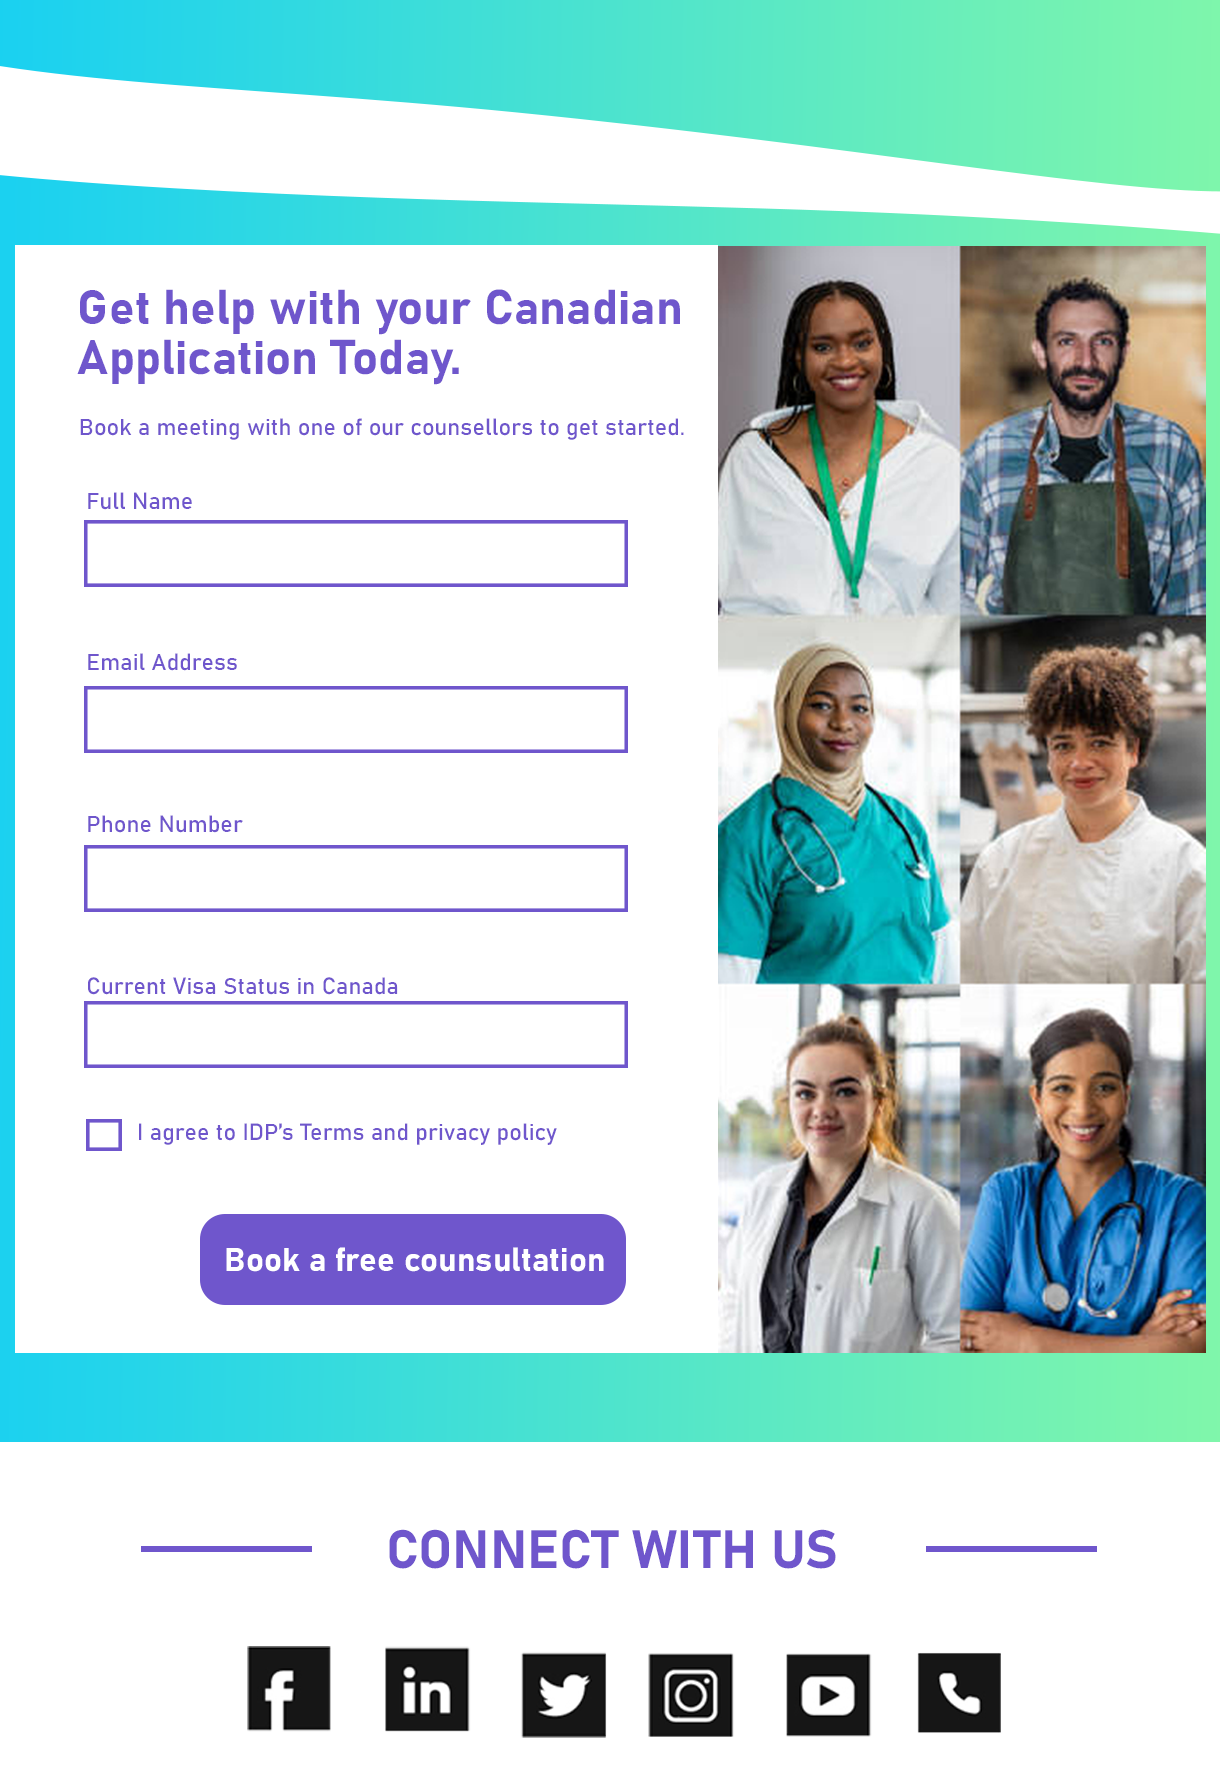 Get help with your Canadian
Application Today.
Book a meeting with one of our counsellors to get started.
Full Name
Email Address
Phone Number
Current Visa Status in Canada
I agree to IDP's Terms and privacy policy
Book a free counsultation
CONNECT WITH US